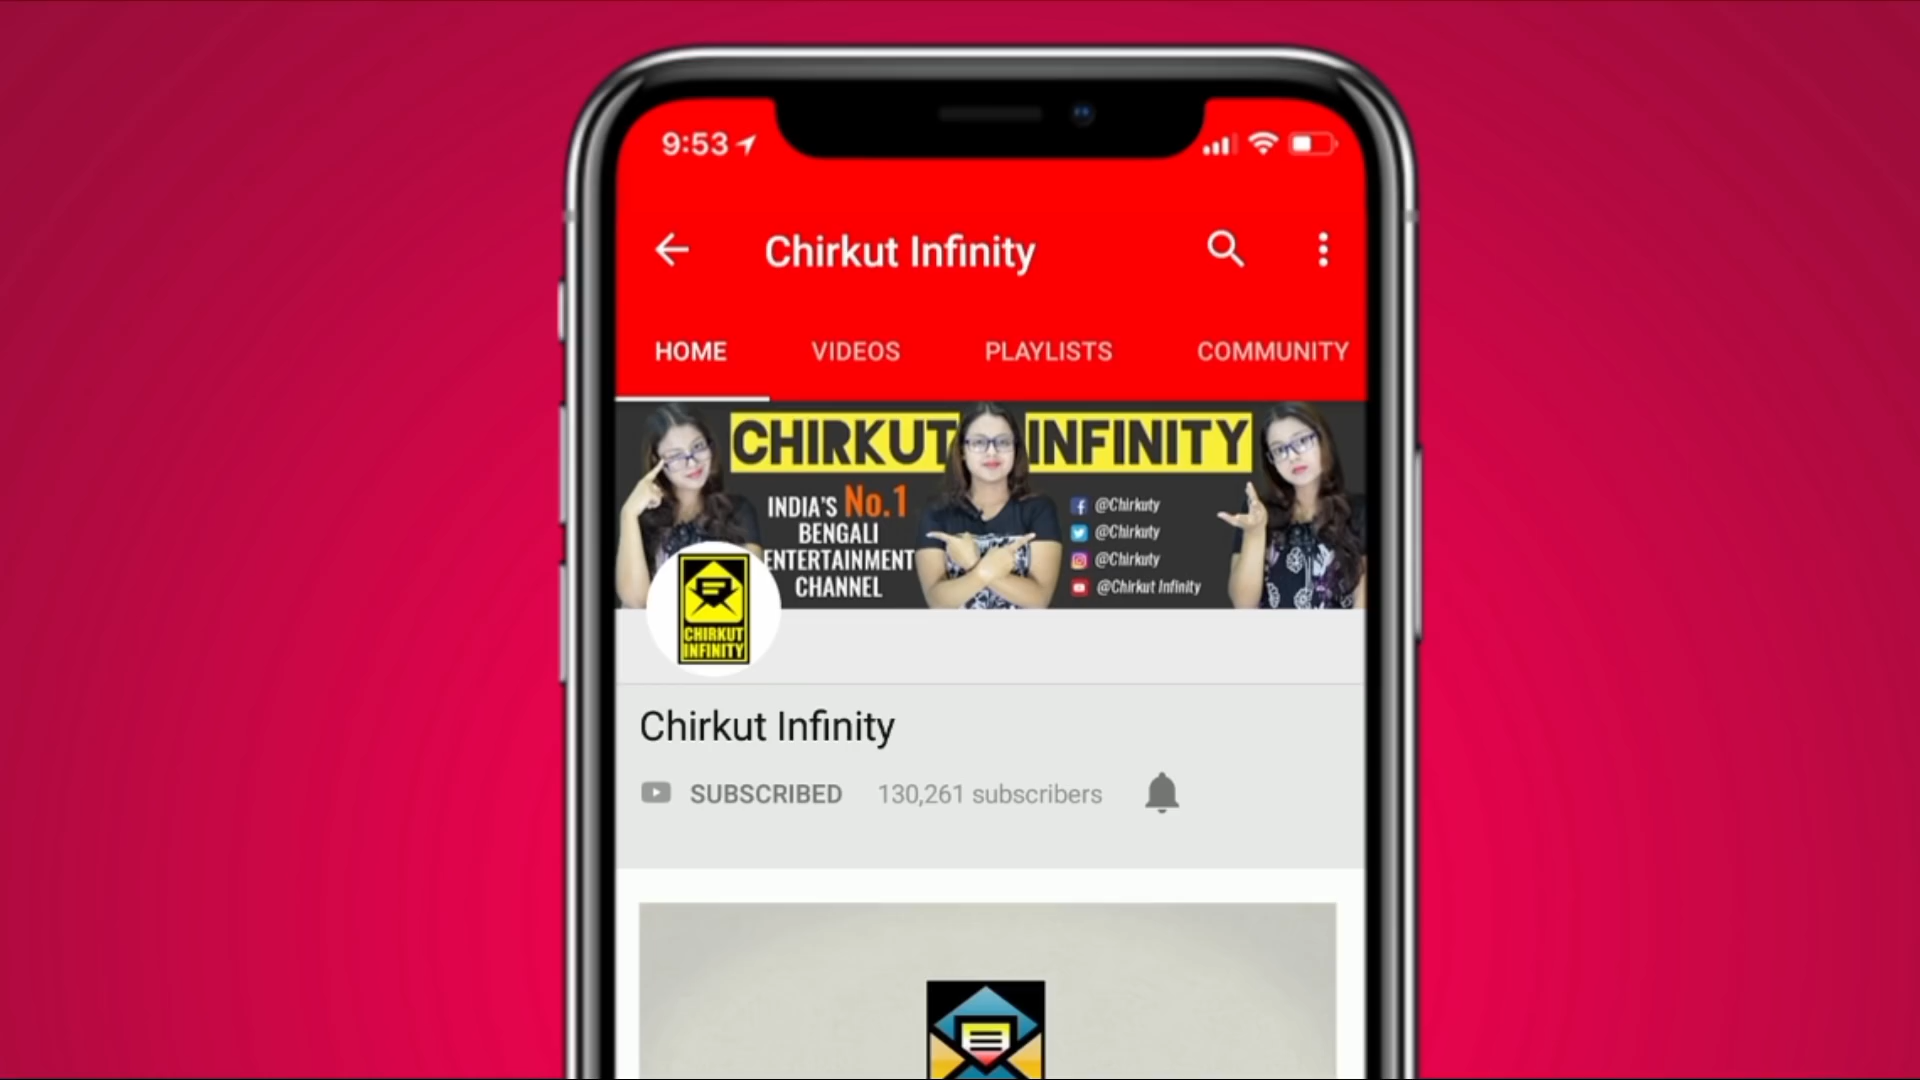 9:53
Chirkut Infinity
HOME VIDEOS PLAYLISTS COMMUNITY
CHIRKUT INFINITY
INDIA'S No.1
BENGALI
ENTERTAINMENT
CHANNEL
@Chirkuty
@Chirkuty
@Chirkuty
@Chirkut Infinity
CHIRKUT
INFINITY
Chirkut Infinity
SUBSCRIBED 130,261 subscribers